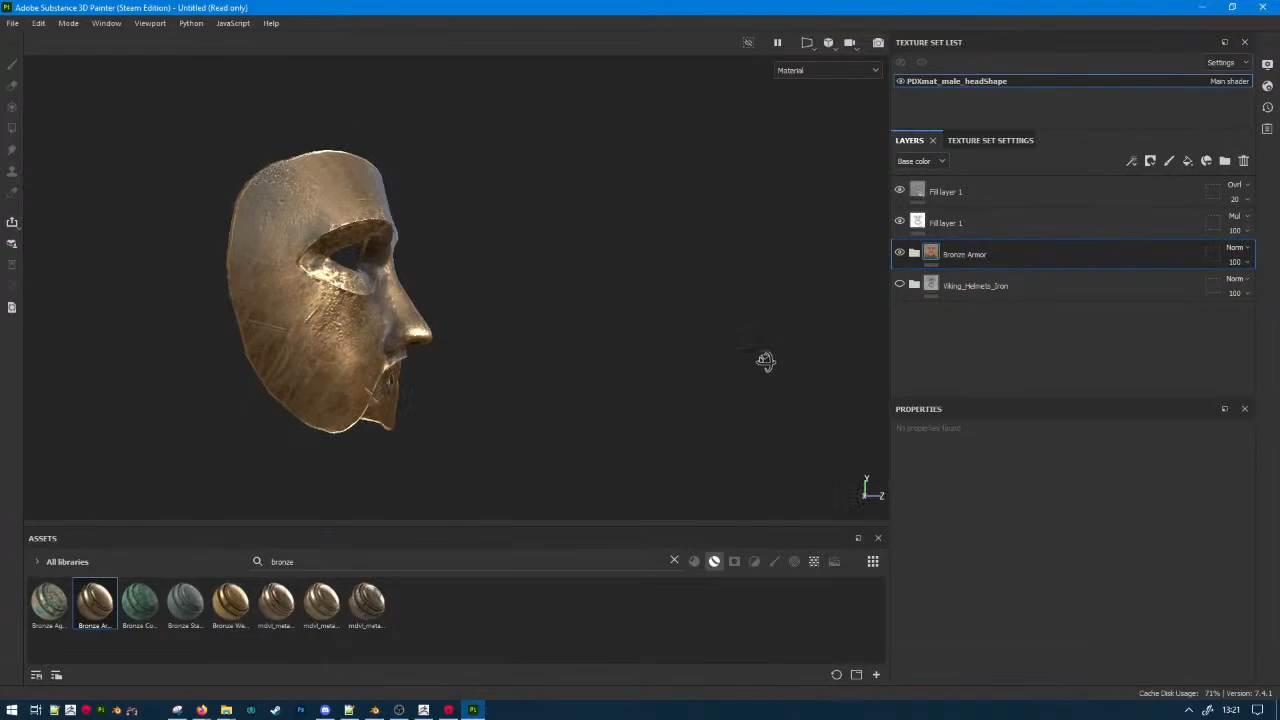 Adobe Substance 3D Painter (Steam Edition) - Untitled (Read only)
File Edit Mode Window Viewport Python JavaScript Help
Material
TEXTURE SET LIST
Settings
PDXmat_male_headShape Main shader
LAYERS TEXTURE SET SETTINGS
Base color
Fill layer 1 Ovrl 20
Fill layer 1 Mul 100
Bronze Armor Norm 100
Viking_Helmets_Iron Norm 100
PROPERTIES
No properties found
Y
Z
ASSETS
All libraries bronze
Bronze Ag... Bronze Ar... Bronze Co... Bronze Sta... Bronze We... mdvl_meta... mdvl_meta... mdvl_meta...
Cache Disk Usage: 71% | Version: 7.4.1
13:21